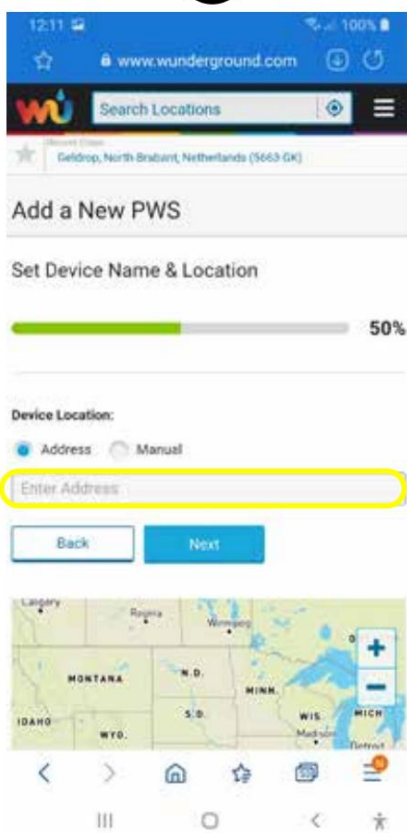 12:11 100%
www.wunderground.com
wu Search Locations
Geldrop, North Brabant, Netherlands (5663 GK)
Add a New PWS
Set Device Name & Location
50%
Device Location:
Address Manual
Enter Address
Back Next
Calgary
Regina Winnipeg
+
MONTANA N.D. MINN.
−
IDAHO S.D. WIS. MICH
WYO. Madison Detroit
N